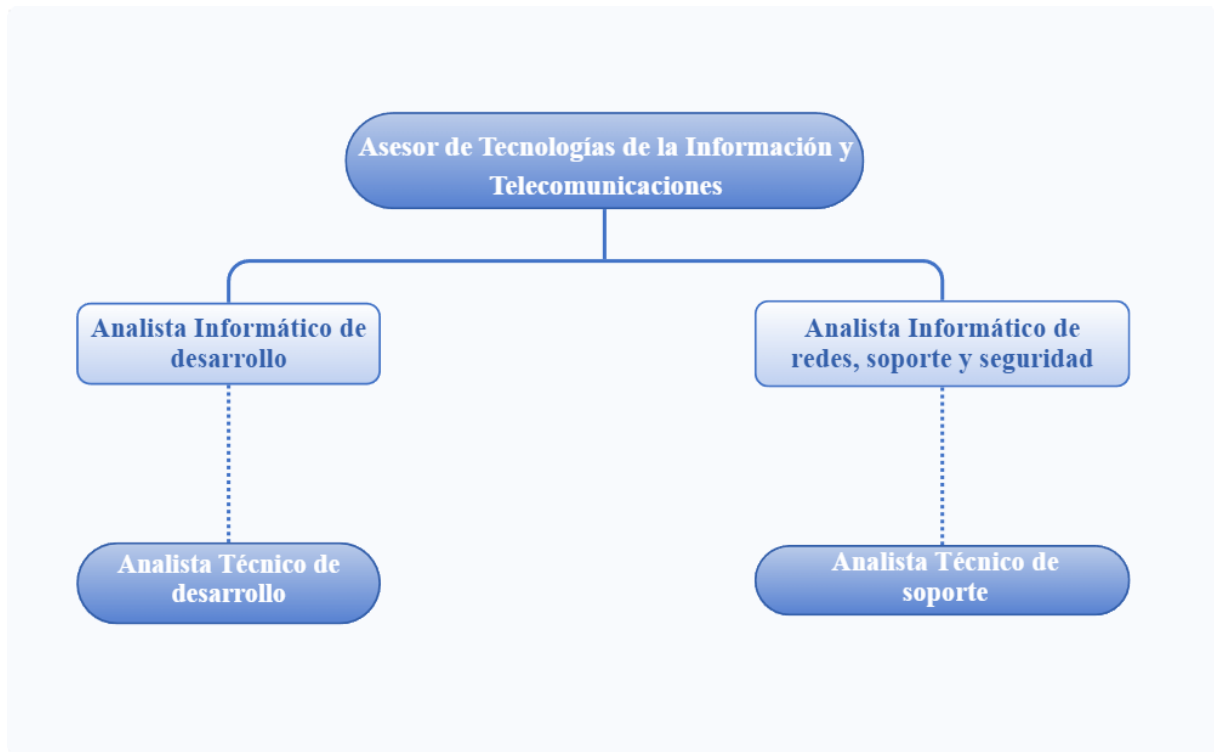 Asesor de Tecnologías de la Información y
Telecomunicaciones
Analista Informático de
desarrollo
Analista Informático de
redes, soporte y seguridad
Analista Técnico de
desarrollo
Analista Técnico de
soporte